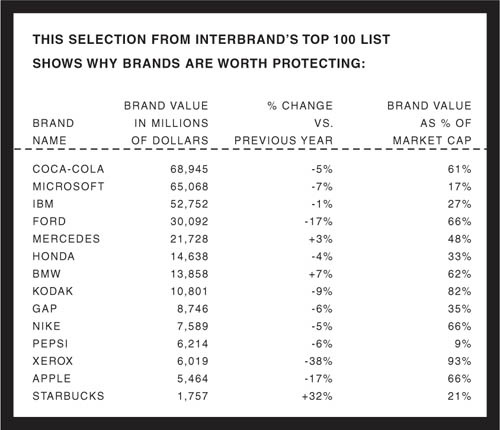 THIS SELECTION FROM INTERBRAND'S TOP 100 LIST
SHOWS WHY BRANDS ARE WORTH PROTECTING:
BRAND VALUE % CHANGE BRAND VALUE
BRAND IN MILLIONS VS. AS % OF
NAME OF DOLLARS PREVIOUS YEAR MARKET CAP
COCA-COLA 68,945 -5% 61%
MICROSOFT 65,068 -7% 17%
IBM 52,752 -1% 27%
FORD 30,092 -17% 66%
MERCEDES 21,728 +3% 48%
HONDA 14,638 -4% 33%
BMW 13,858 +7% 62%
KODAK 10,801 -9% 82%
GAP 8,746 -6% 35%
NIKE 7,589 -5% 66%
PEPSI 6,214 -6% 9%
XEROX 6,019 -38% 93%
APPLE 5,464 -17% 66%
STARBUCKS 1,757 +32% 21%